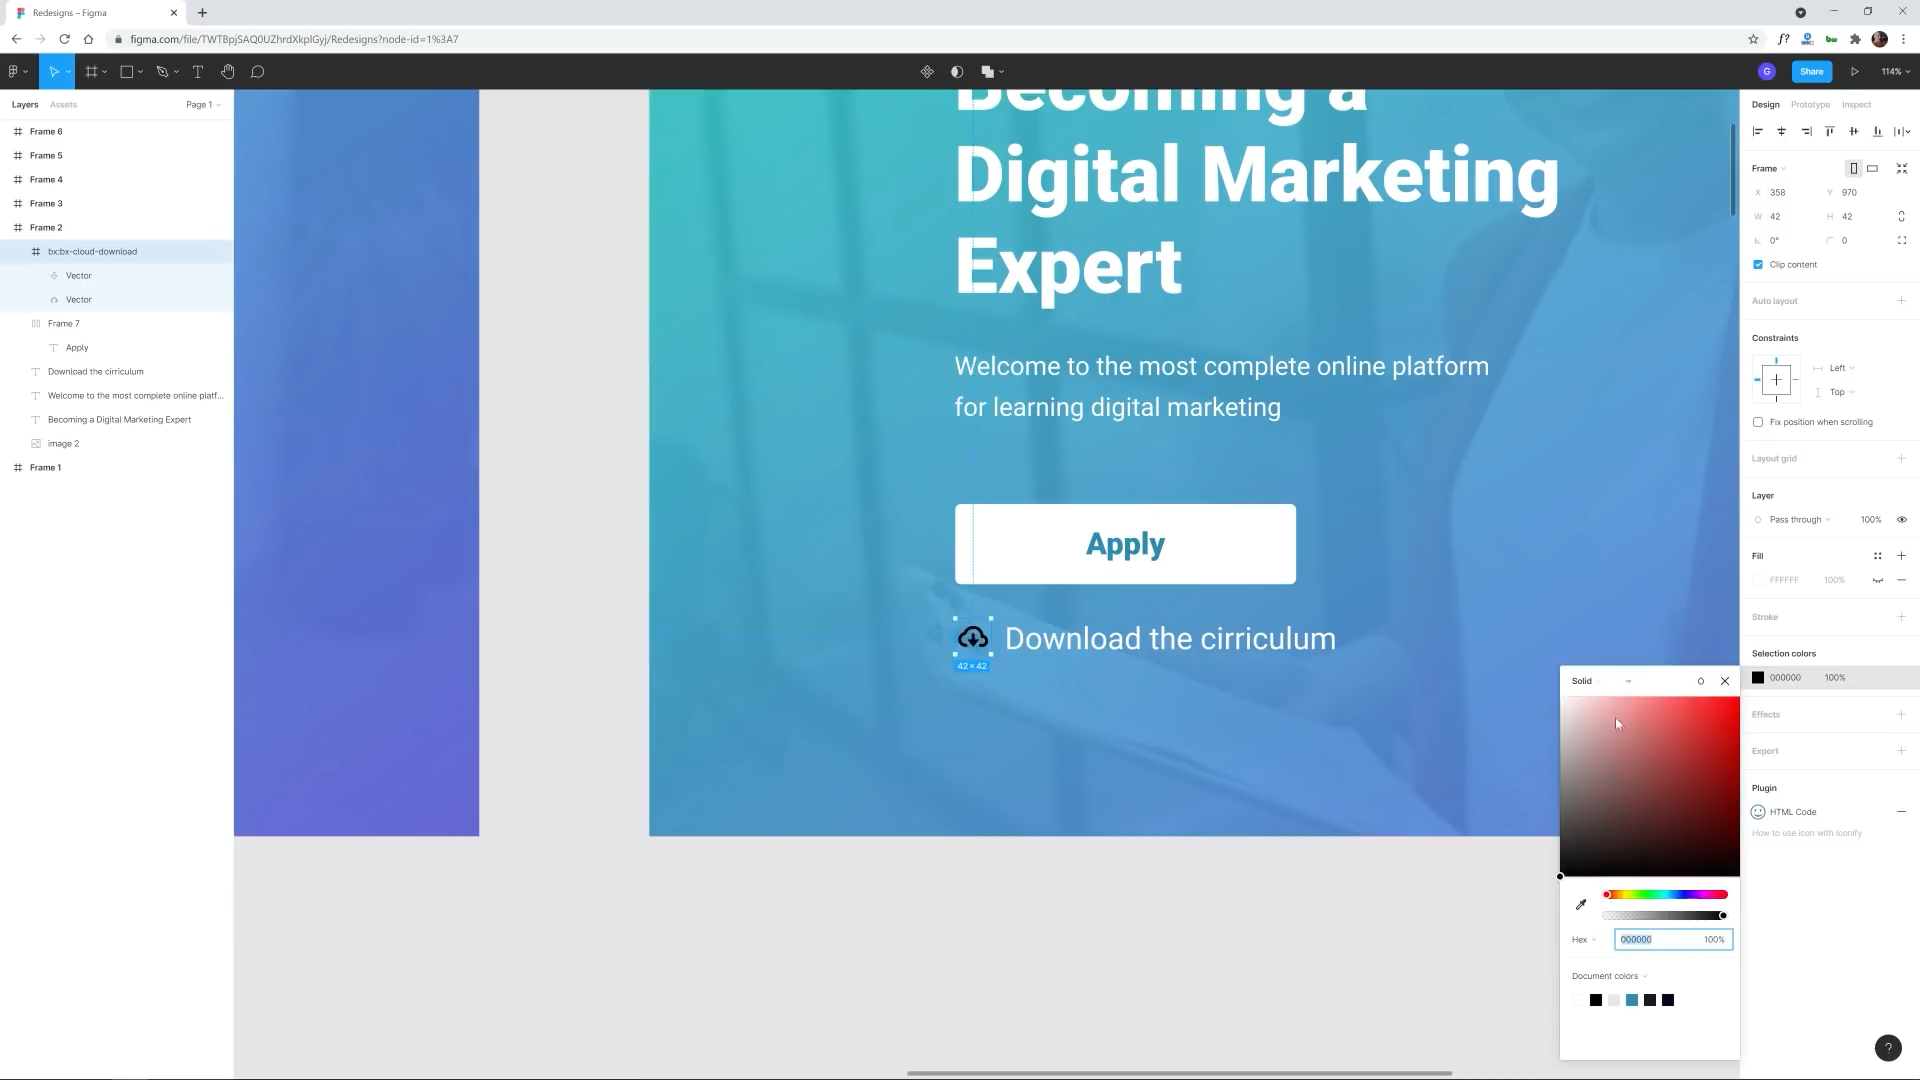 Redesigns – Figma
figma.com/file/TWTBpjSAQ0UZhrdXkplGyj/Redesigns?node-id=1%3A7
G
Share
114%
Layers
Assets
Page 1
Frame 6
Frame 5
Frame 4
Frame 3
Frame 2
bx:bx-cloud-download
Vector
Vector
Frame 7
Apply
Download the cirriculum
Welcome to the most complete online platf...
Becoming a Digital Marketing Expert
image 2
Frame 1
Becoming a
Digital Marketing
Expert
Welcome to the most complete online platform
for learning digital marketing
Apply
Download the cirriculum
42 × 42
Design
Prototype
Inspect
Frame
X 358
Y 970
W 42
H 42
0°
0
Clip content
Auto layout
Constraints
Left
Top
Fix position when scrolling
Layout grid
Layer
Pass through
100%
Fill
FFFFFF
100%
Stroke
Selection colors
000000
100%
Effects
Export
Plugin
HTML Code
How to use icon with Iconify
Solid
Hex
000000
100%
Document colors
?